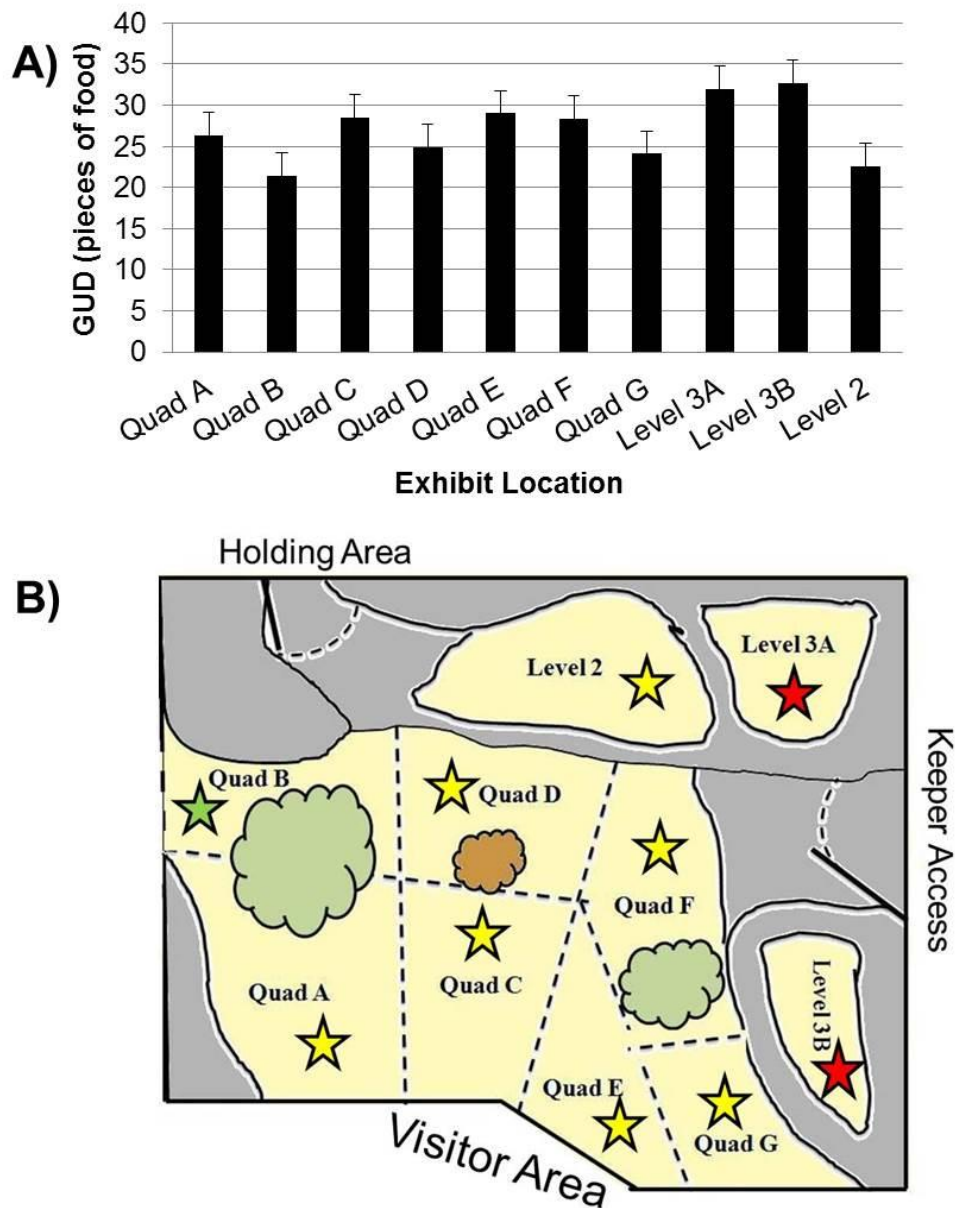 A)
GUD (pieces of food)
40
35
30
25
20
15
10
5
0
Quad A
Quad B
Quad C
Quad D
Quad E
Quad F
Quad G
Level 3A
Level 3B
Level 2
Exhibit Location
B)
Holding Area
Level 2
Level 3A
Keeper Access
Quad B
Quad D
Quad F
Quad A
Quad C
Level3B
Quad E
Quad G
Visitor Area